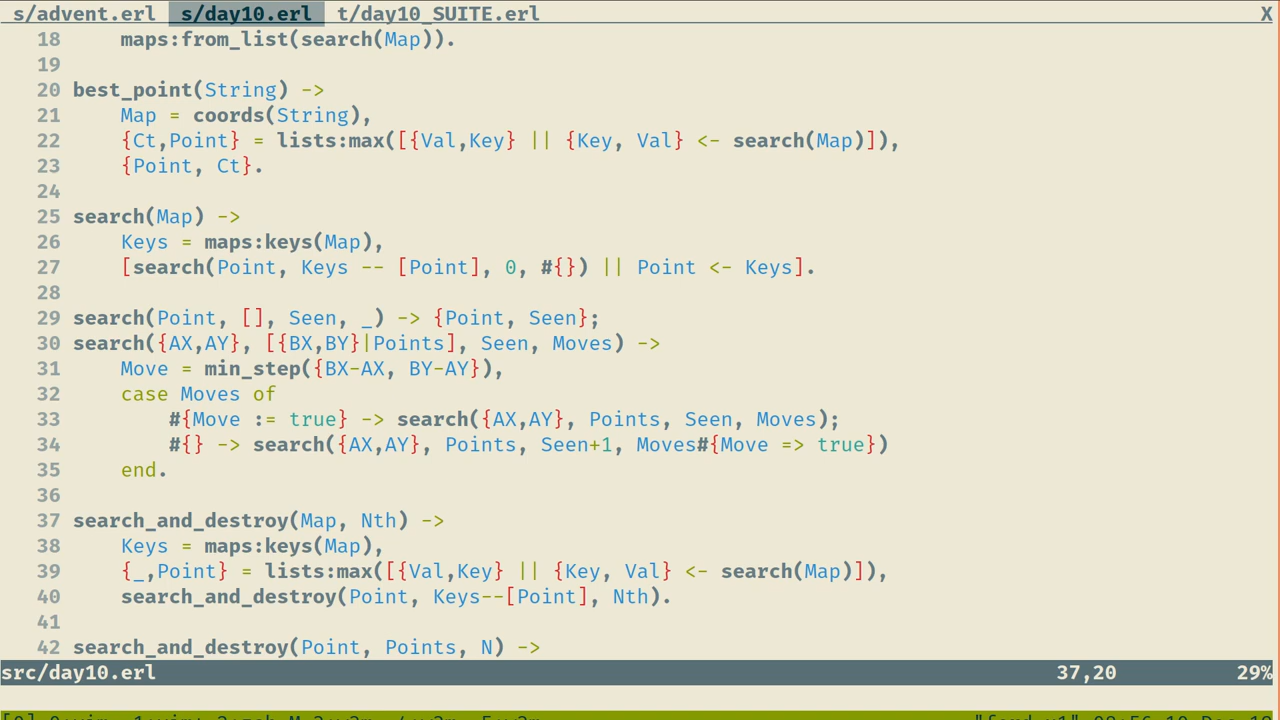 s/advent.erl s/day10.erl t/day10_SUITE.erl X
18 maps:from_list(search(Map)).
19
20 best_point(String) ->
21 Map = coords(String),
22 {Ct,Point} = lists:max([{Val,Key} || {Key, Val} <- search(Map)]),
23 {Point, Ct}.
24
25 search(Map) ->
26 Keys = maps:keys(Map),
27 [search(Point, Keys -- [Point], 0, #{}) || Point <- Keys].
28
29 search(Point, [], Seen, _) -> {Point, Seen};
30 search({AX,AY}, [{BX,BY}|Points], Seen, Moves) ->
31 Move = min_step({BX-AX, BY-AY}),
32 case Moves of
33 #{Move := true} -> search({AX,AY}, Points, Seen, Moves);
34 #{} -> search({AX,AY}, Points, Seen+1, Moves#{Move => true})
35 end.
36
37 search_and_destroy(Map, Nth) ->
38 Keys = maps:keys(Map),
39 {_,Point} = lists:max([{Val,Key} || {Key, Val} <- search(Map)]),
40 search_and_destroy(Point, Keys--[Point], Nth).
41
42 search_and_destroy(Point, Points, N) ->
src/day10.erl 37,20 29%